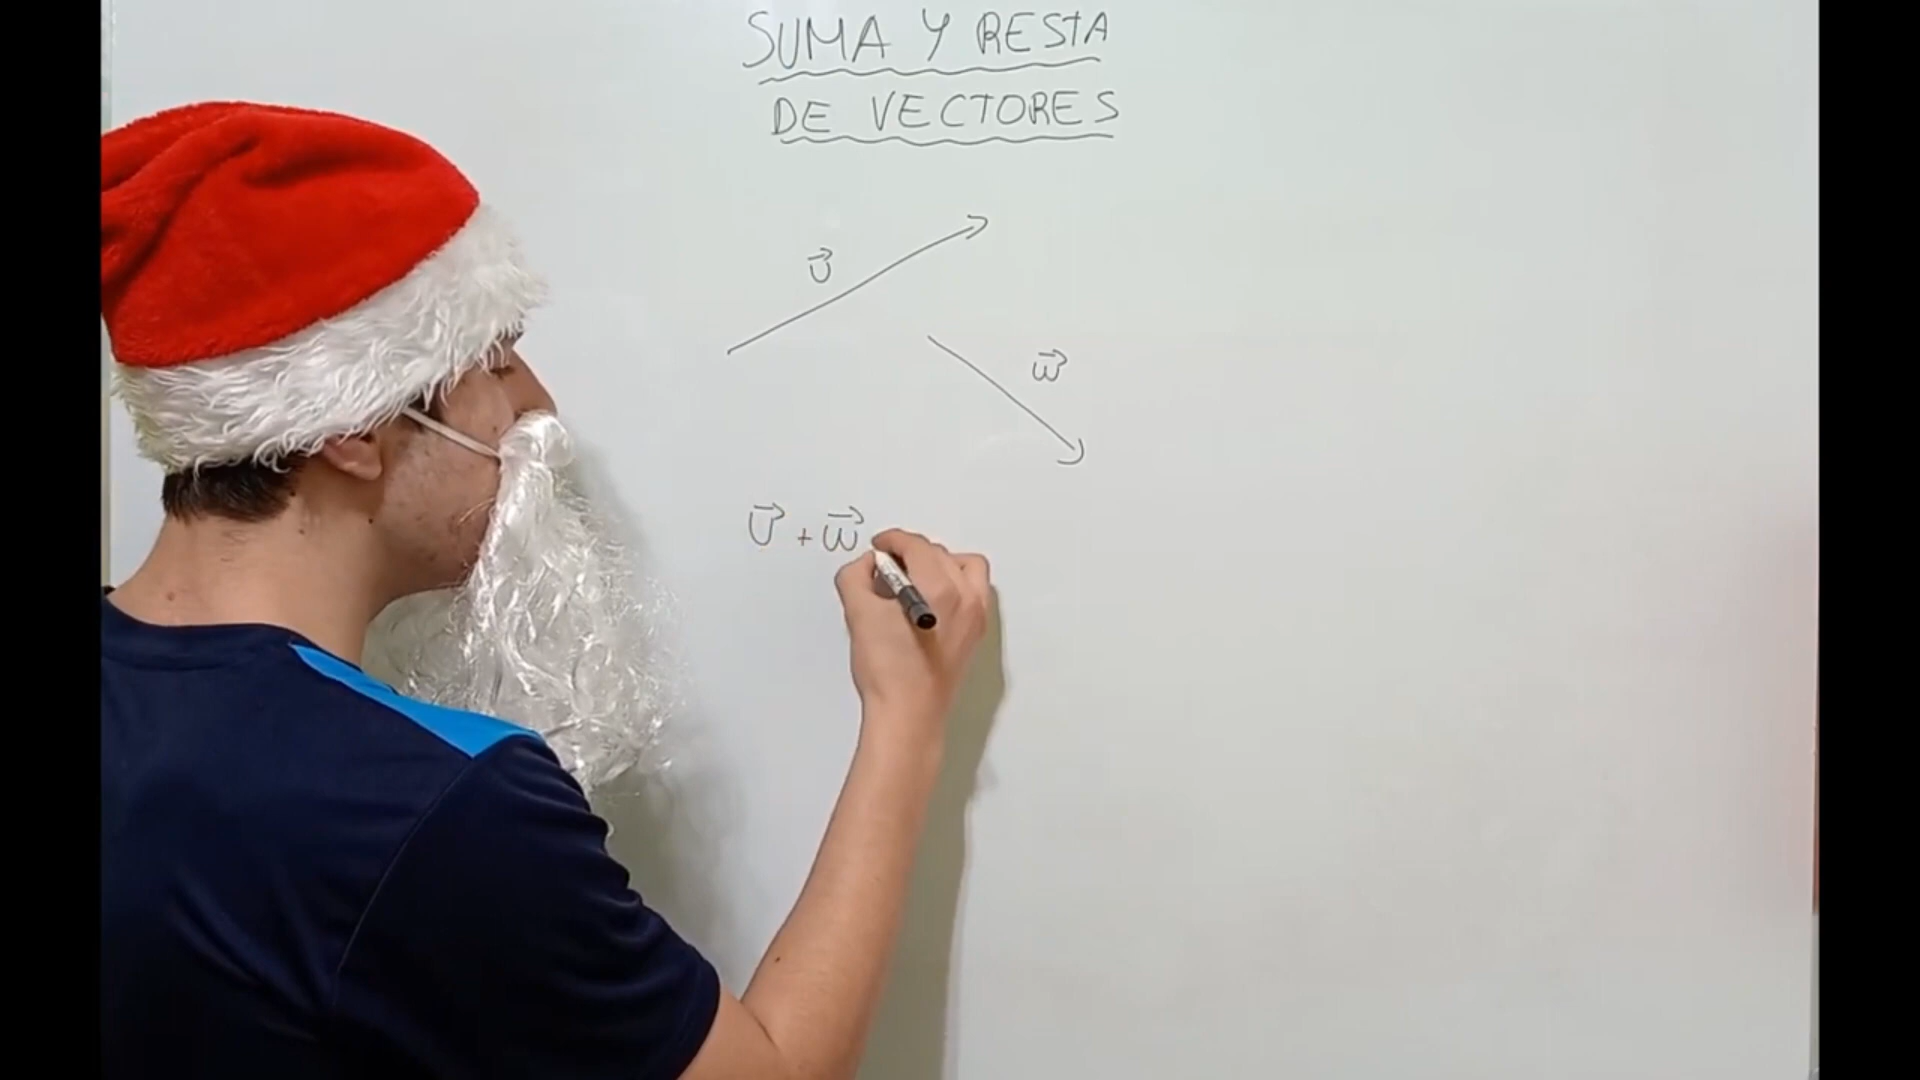 SUMA Y RESTA
DE VECTORES
v⃗
w⃗
v⃗ + w⃗